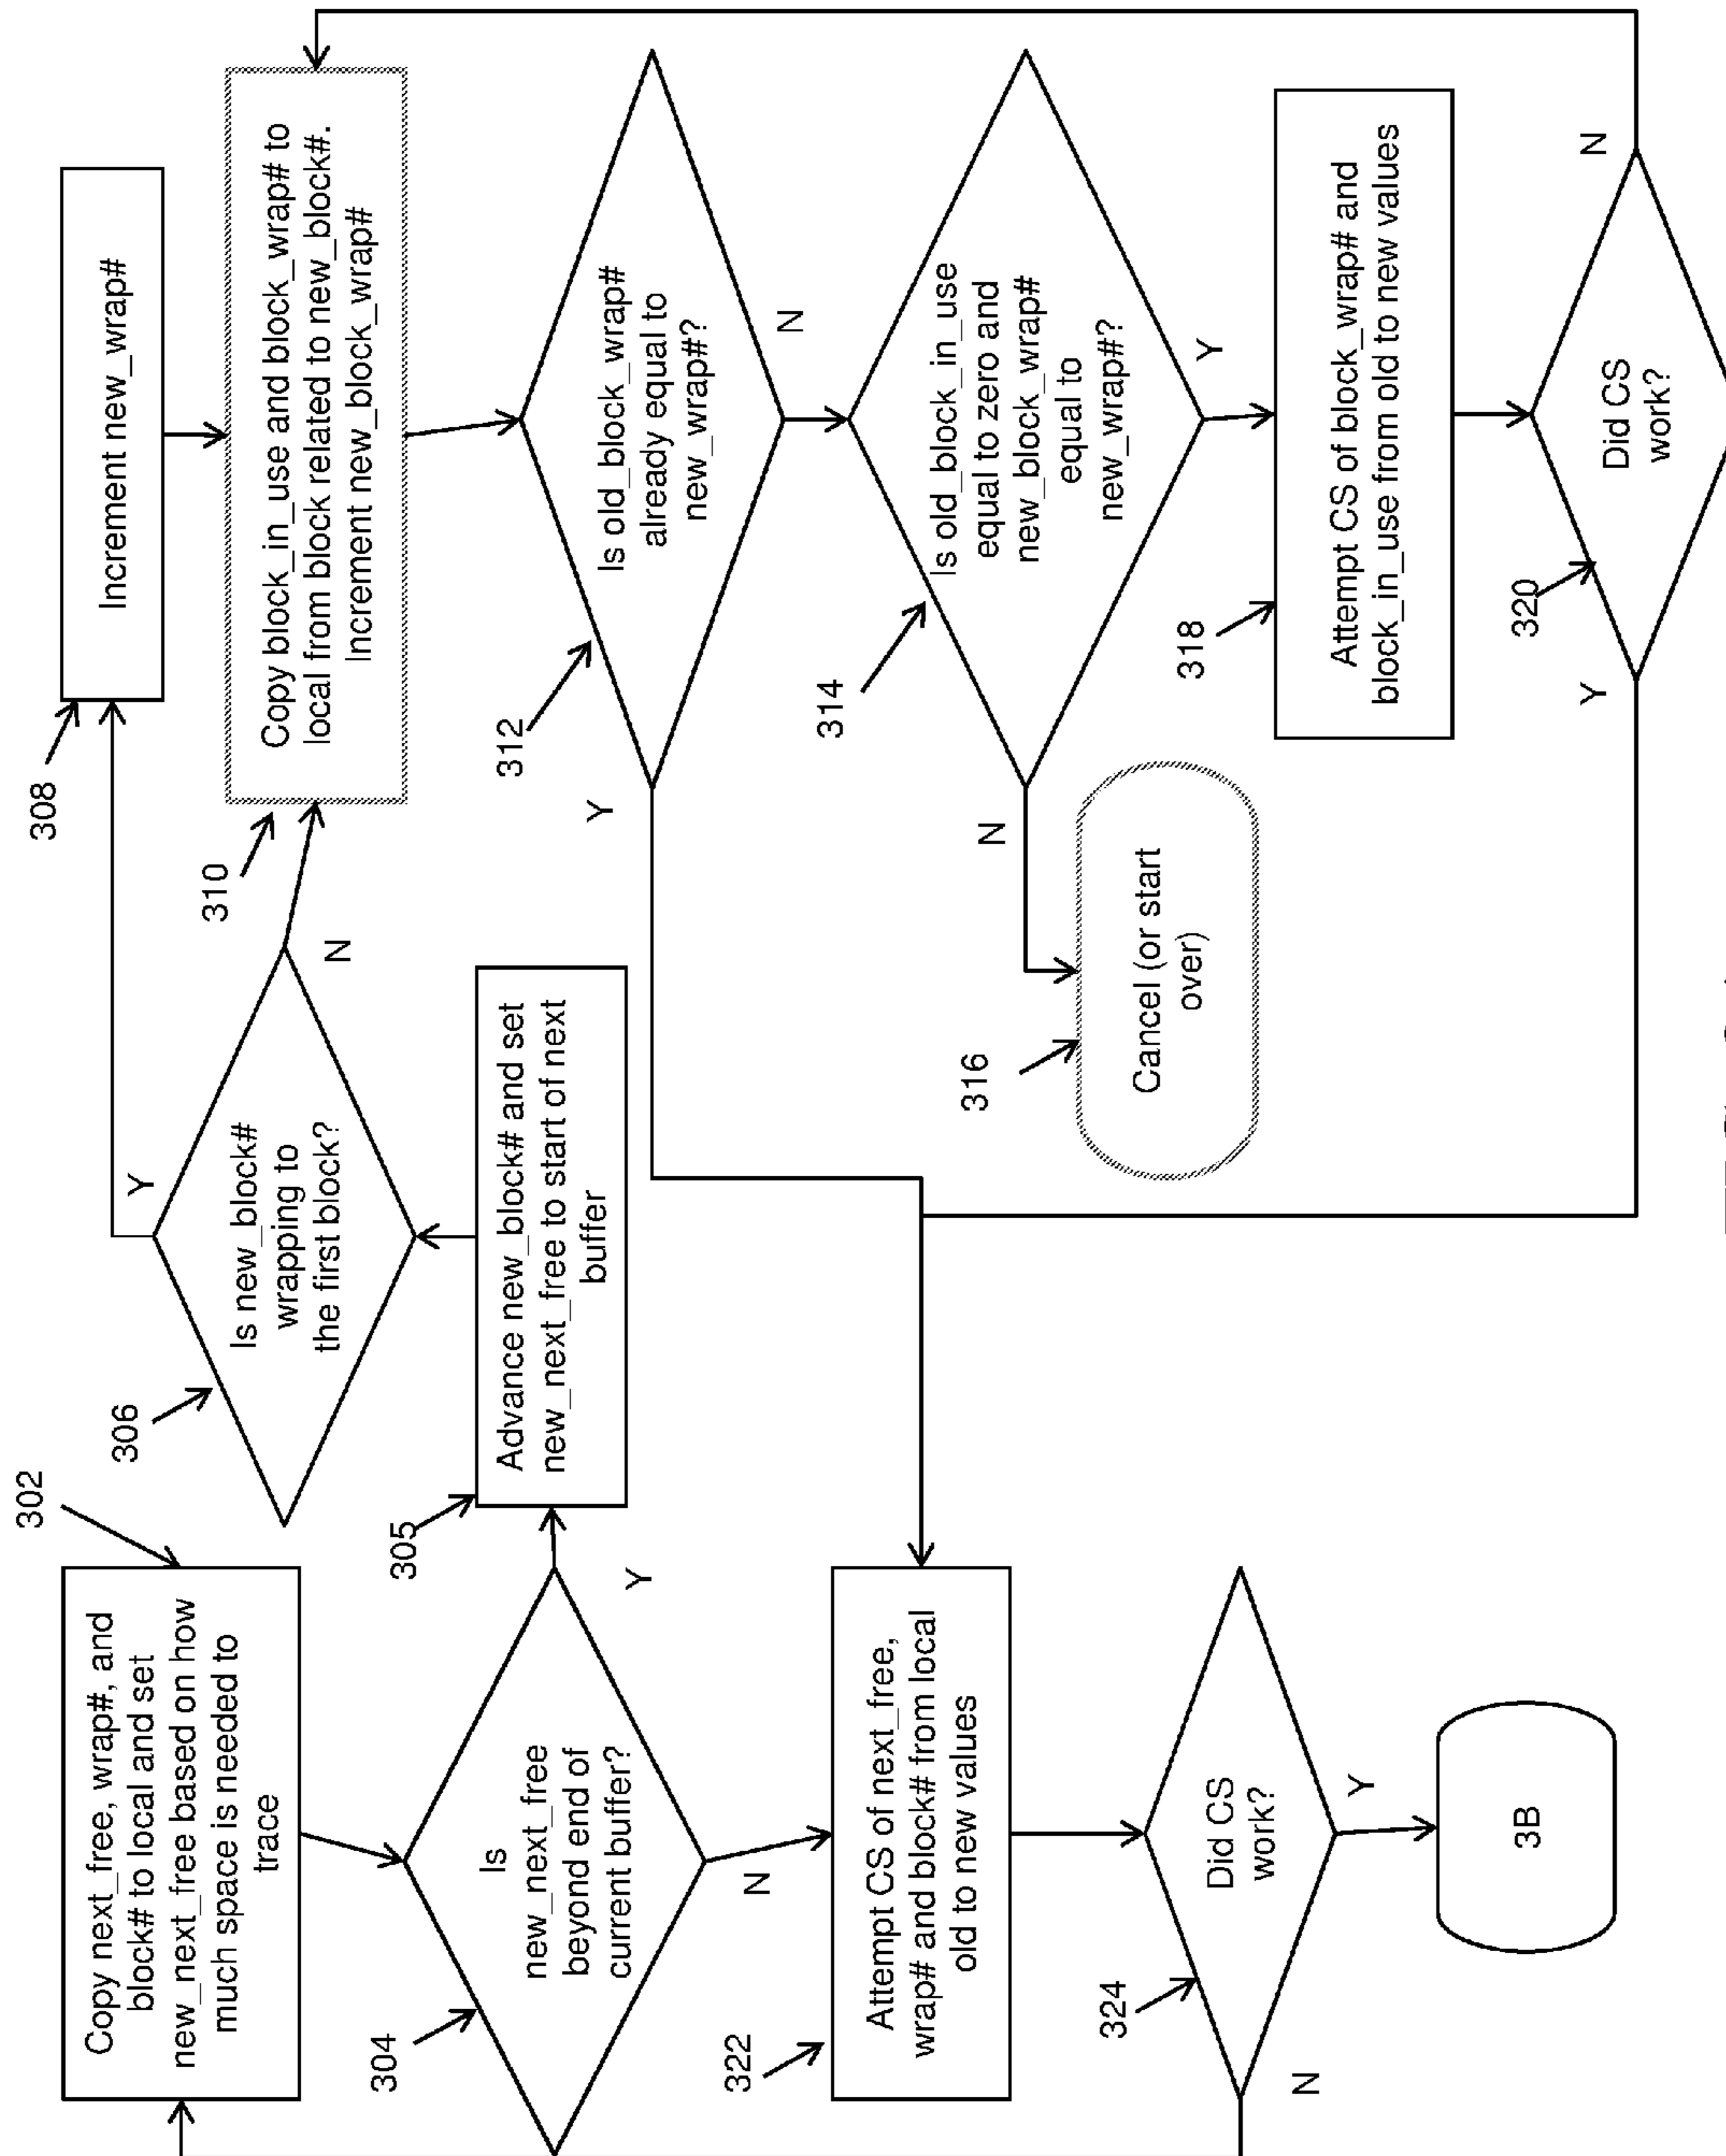 302
Copy next_free, wrap#, and
block# to local and set
new_next_free based on how
much space is needed to
trace
304
Is
new_next_free
beyond end of
current buffer?
Y
N
305
Advance new_block# and set
new_next_free to start of next
buffer
306
Is new_block#
wrapping to
the first block?
Y
N
308
Increment new_wrap#
310
Copy block_in_use and block_wrap# to
local from block related to new_block#.
Increment new_block_wrap#
312
Is old_block_wrap#
already equal to
new_wrap#?
Y
N
314
Is old_block_in_use
equal to zero and
new_block_wrap#
equal to
new_wrap#?
N
Y
316
Cancel (or start
over)
318
Attempt CS of block_wrap# and
block_in_use from old to new values
320
Did CS
work?
Y
N
322
Attempt CS of next_free,
wrap# and block# from local
old to new values
324
Did CS
work?
N
Y
3B